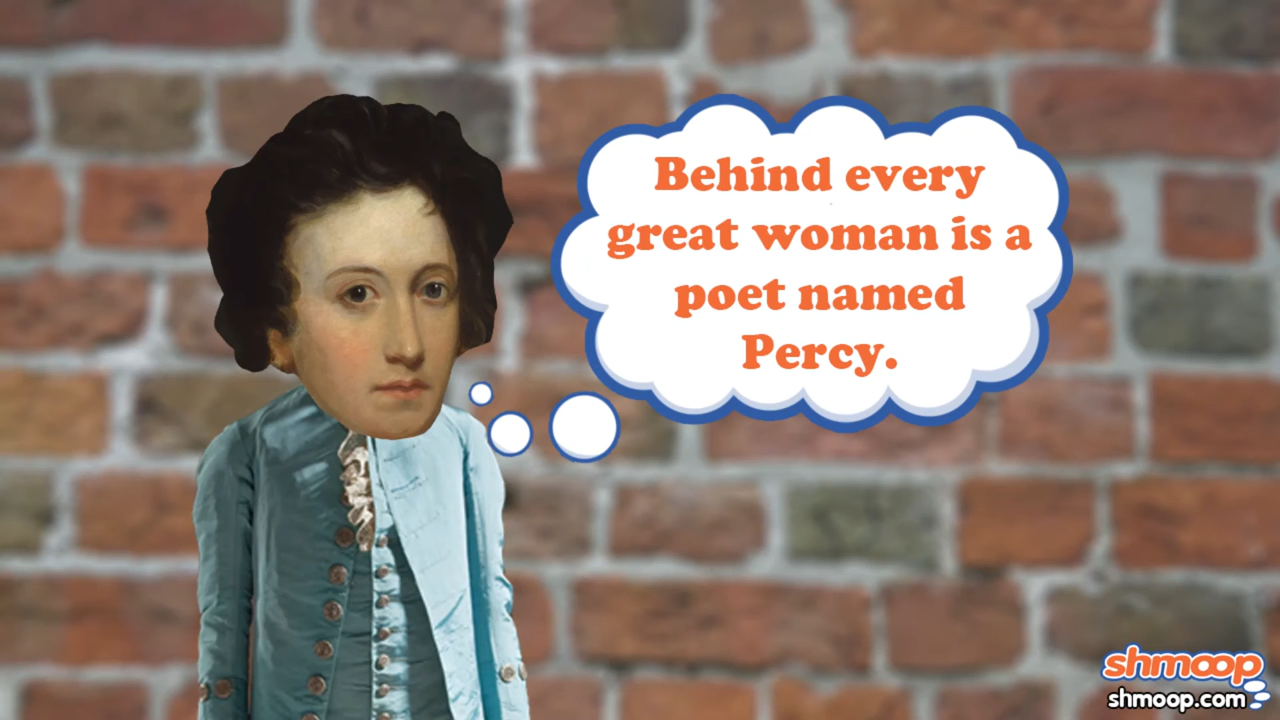 Behind every
great woman is a
poet named
Percy.
shmoop
shmoop.com